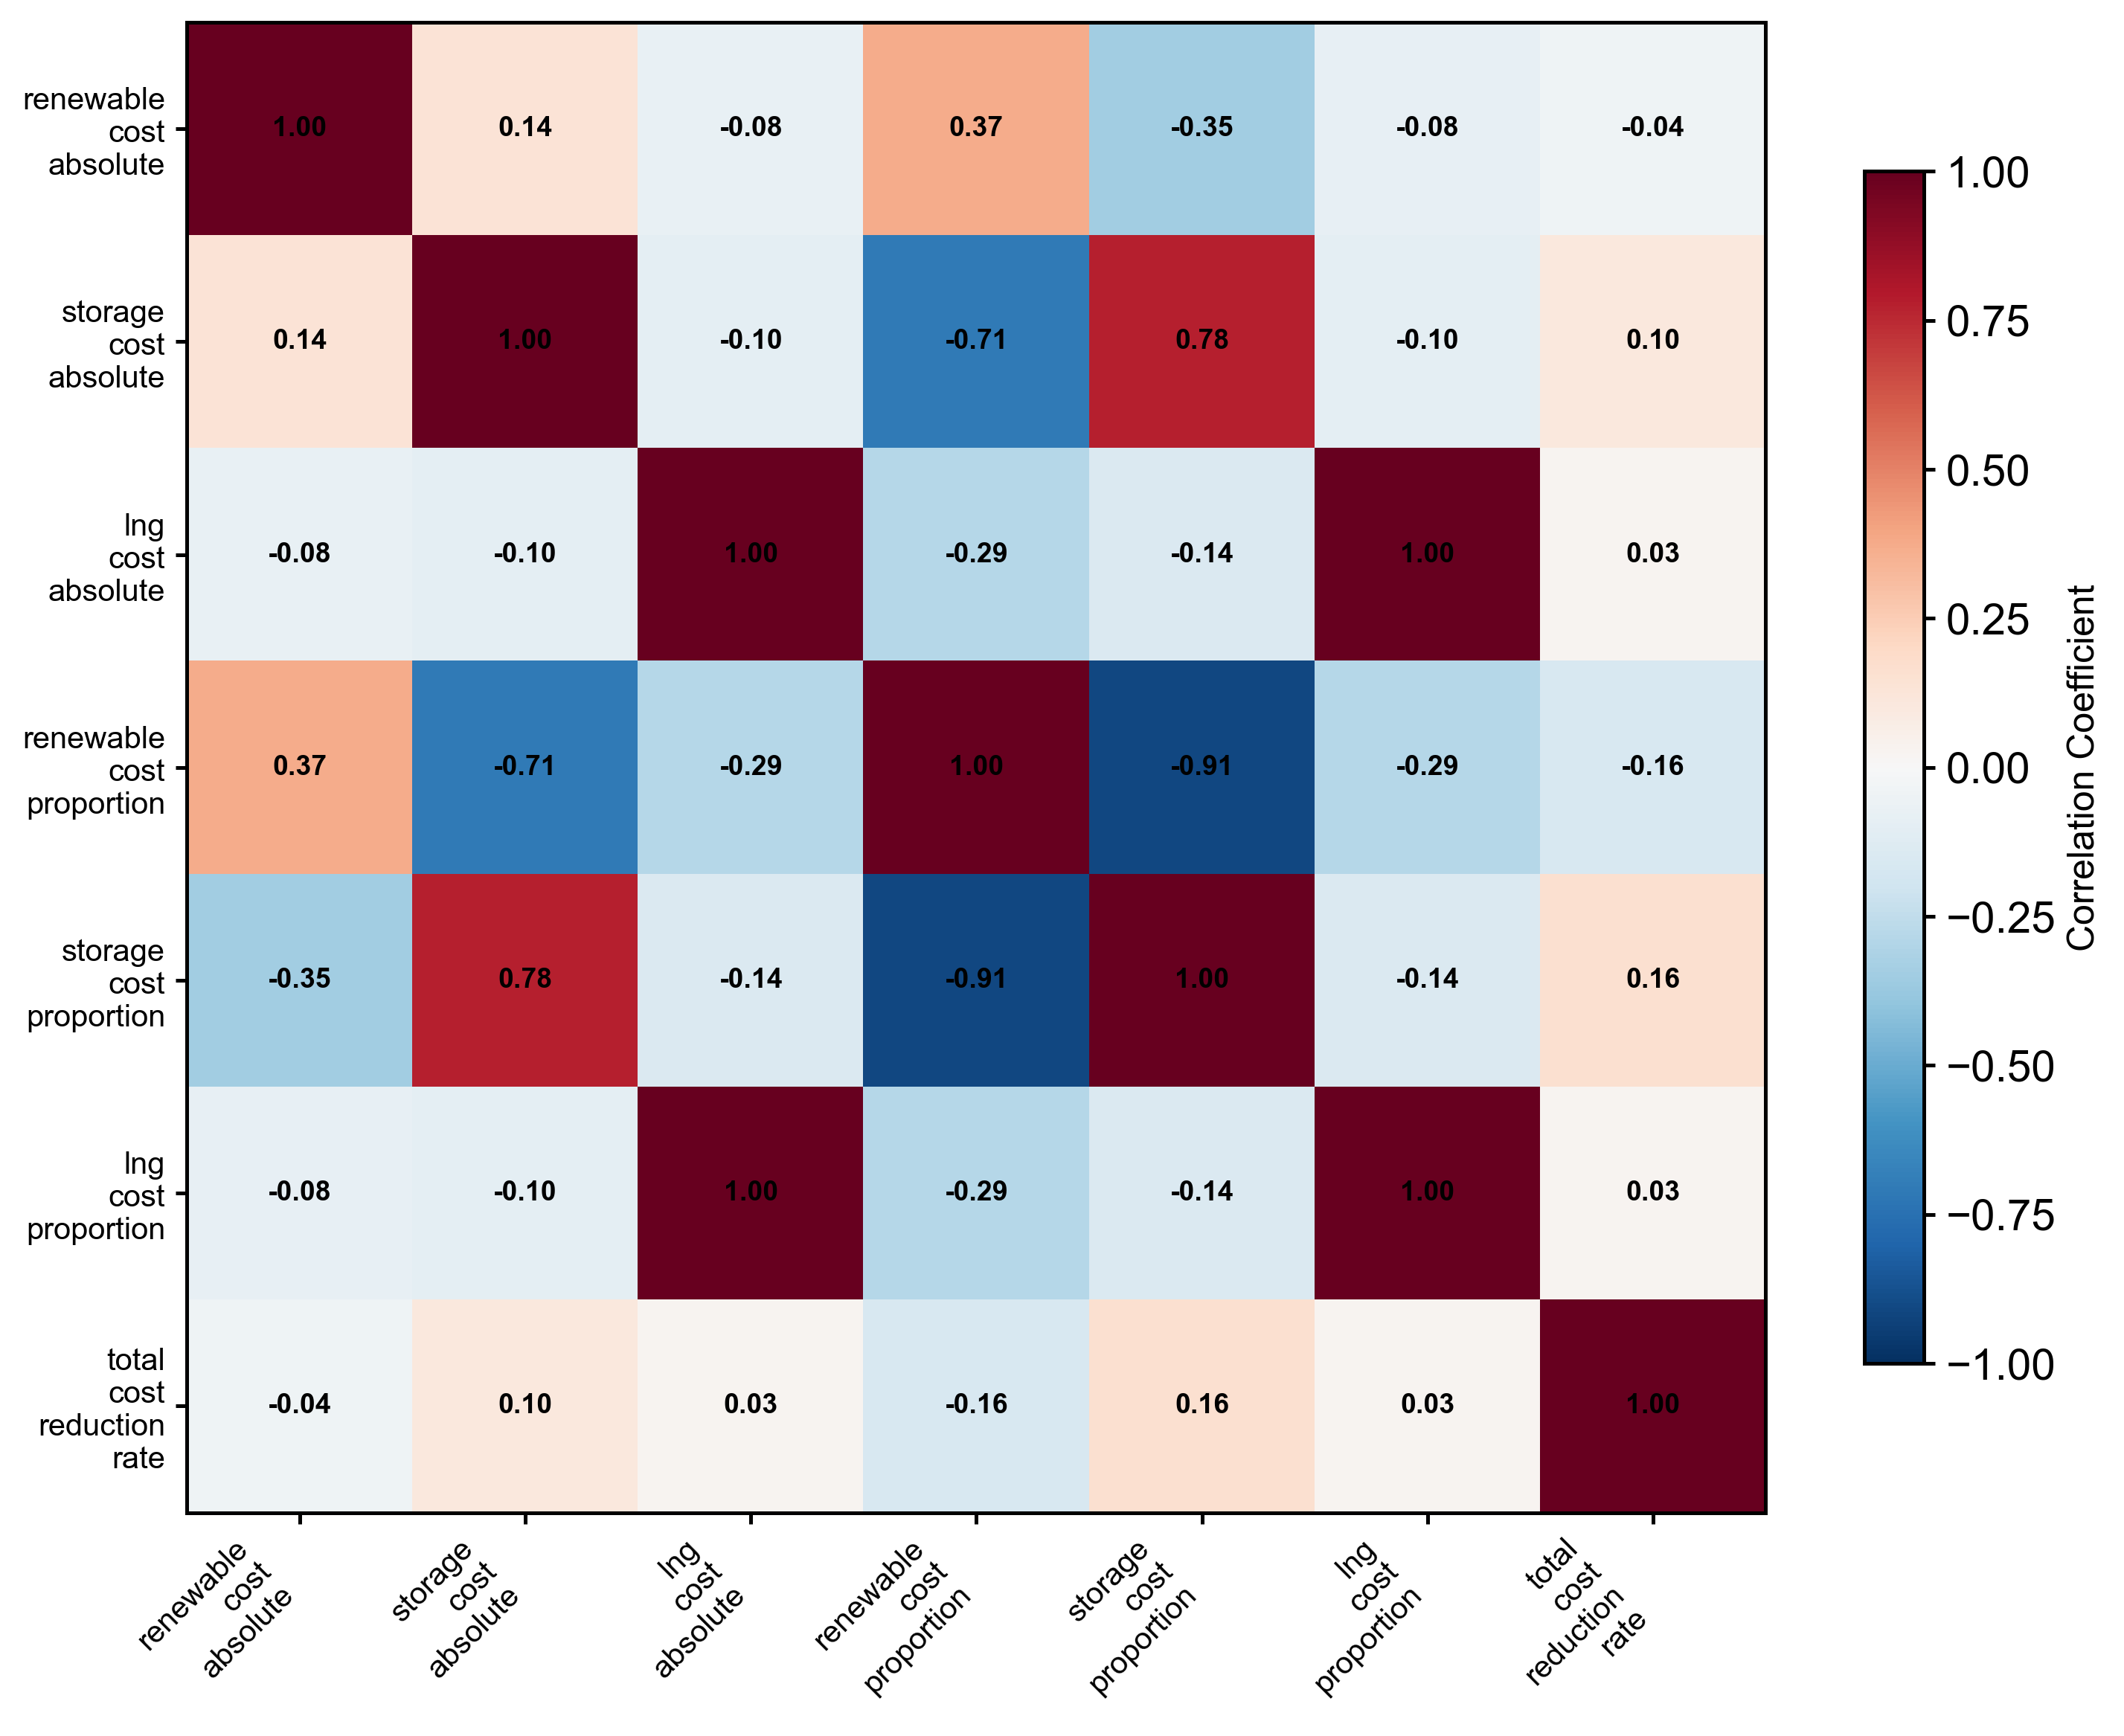 renewable
cost
absolute
1.00 0.14 -0.08 0.37 -0.35 -0.08 -0.04
storage
cost
absolute
0.14 1.00 -0.10 -0.71 0.78 -0.10 0.10
lng
cost
absolute
-0.08 -0.10 1.00 -0.29 -0.14 1.00 0.03
renewable
cost
proportion
0.37 -0.71 -0.29 1.00 -0.91 -0.29 -0.16
storage
cost
proportion
-0.35 0.78 -0.14 -0.91 1.00 -0.14 0.16
lng
cost
proportion
-0.08 -0.10 1.00 -0.29 -0.14 1.00 0.03
total
cost
reduction
rate
-0.04 0.10 0.03 -0.16 0.16 0.03 1.00
renewable
cost
absolute
storage
cost
absolute
lng
cost
absolute
renewable
cost
proportion
storage
cost
proportion
lng
cost
proportion
total
cost
reduction
rate
1.00
0.75
0.50
0.25
0.00
−0.25
−0.50
−0.75
−1.00
Correlation Coefficient